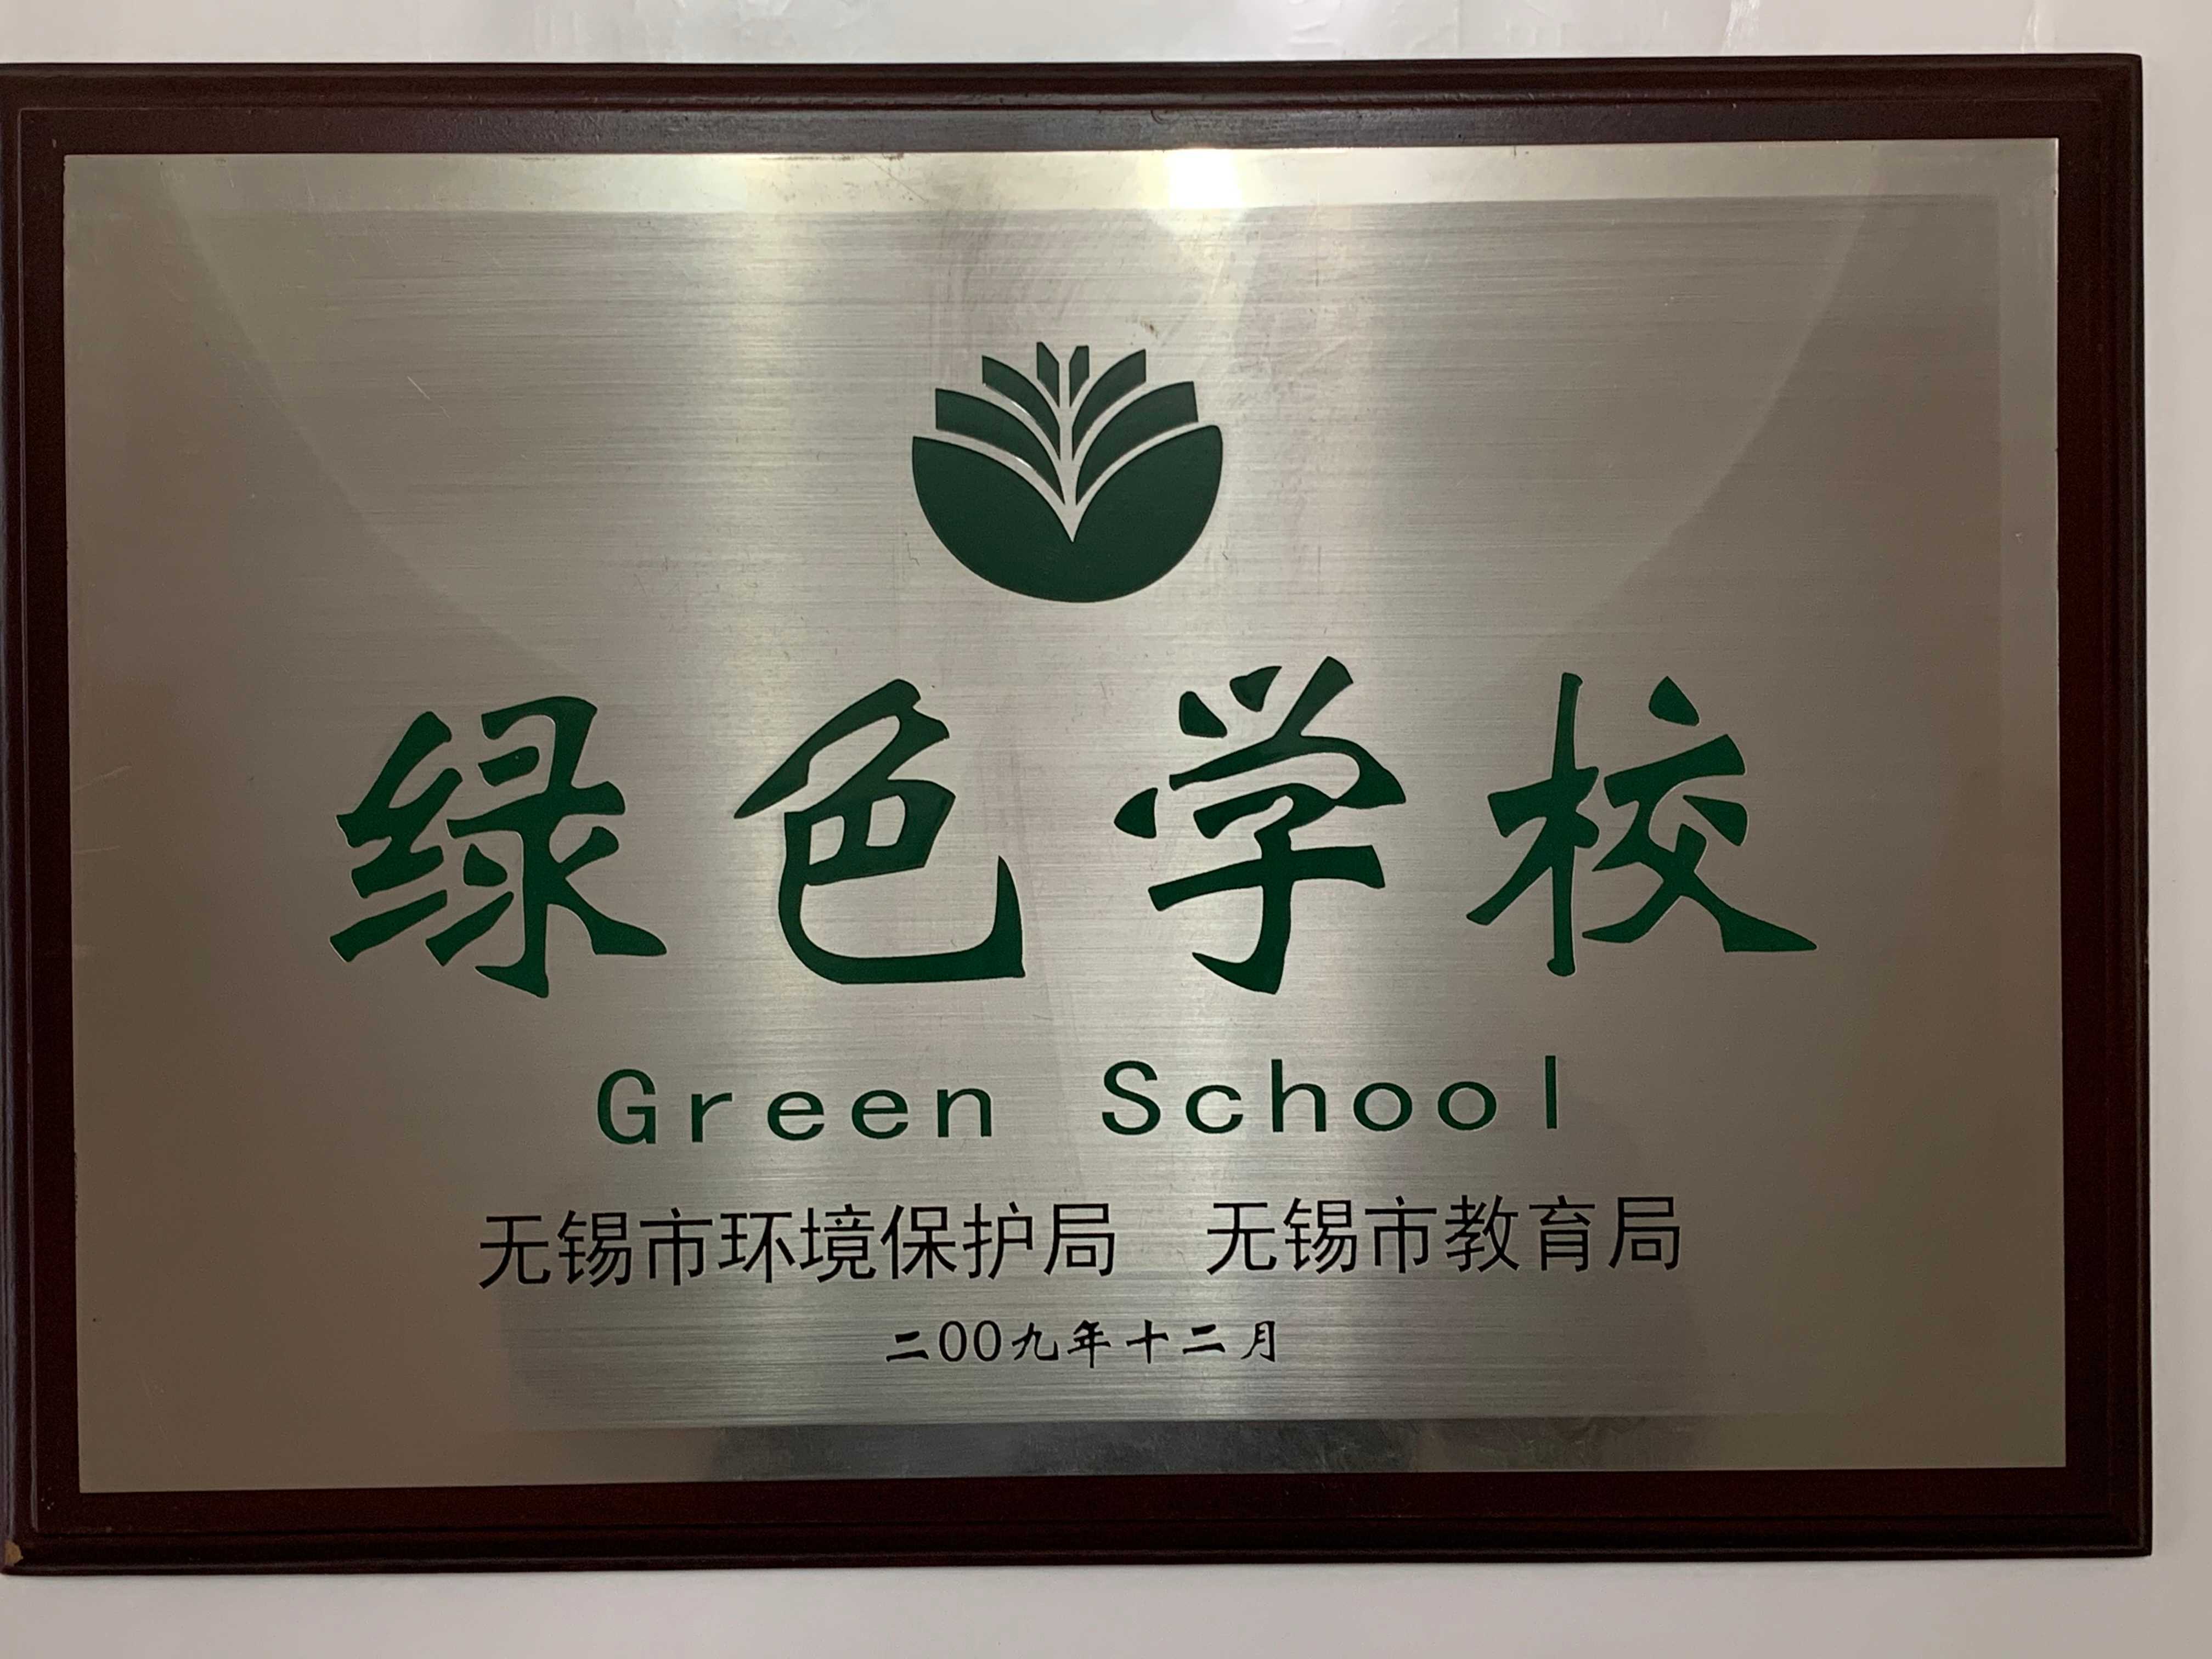 绿色学校
Green School
无锡市环境保护局 无锡市教育局
二00九年十二月